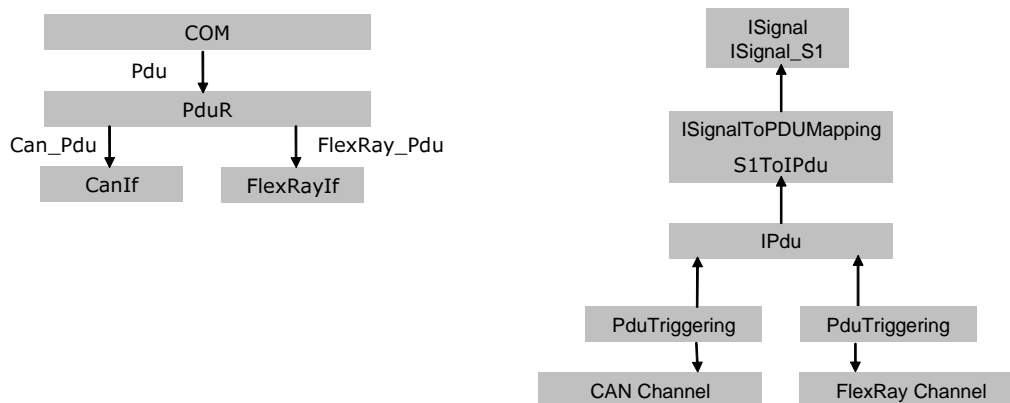 COM
Pdu
PduR
Can_Pdu
FlexRay_Pdu
CanIf
FlexRayIf
ISignal
ISignal_S1
ISignalToPDUMapping
S1ToIPdu
IPdu
PduTriggering
PduTriggering
CAN Channel
FlexRay Channel